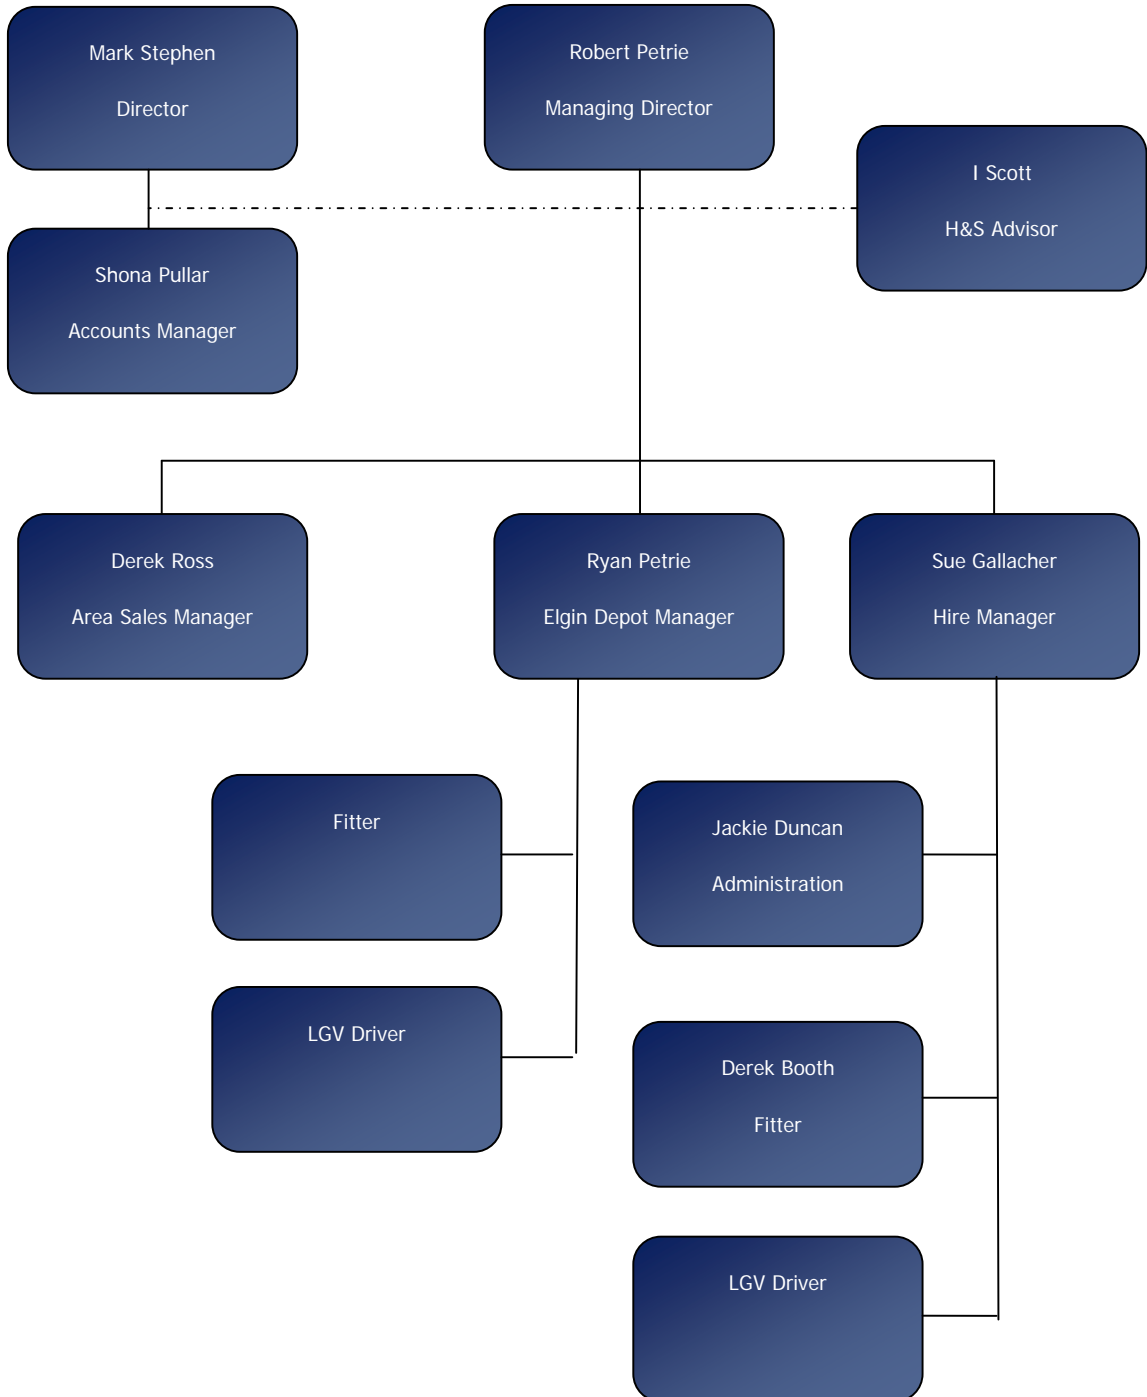 Mark Stephen
Director
Robert Petrie
Managing Director
I Scott
H&S Advisor
Shona Pullar
Accounts Manager
Derek Ross
Area Sales Manager
Ryan Petrie
Elgin Depot Manager
Sue Gallacher
Hire Manager
Fitter
Jackie Duncan
Administration
LGV Driver
Derek Booth
Fitter
LGV Driver